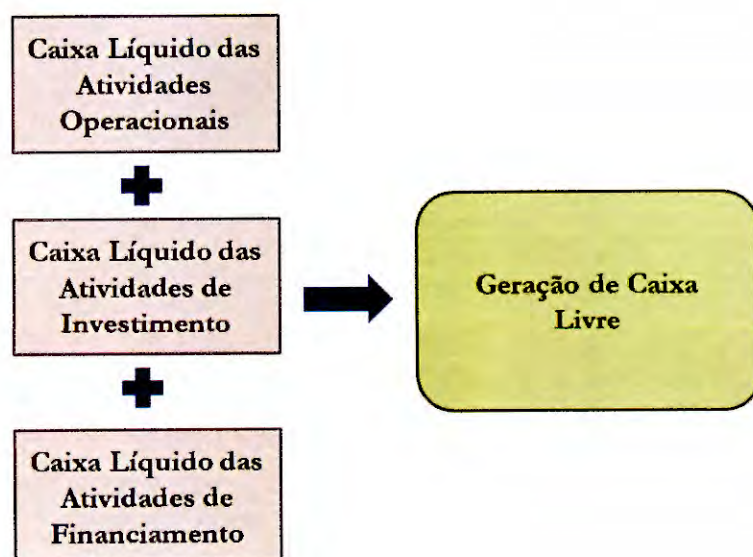 Caixa Líquido das
Atividades
Operacionais
+
Caixa Líquido das
Atividades de
Investimento
+
Caixa Líquido das
Atividades de
Financiamento
Geração de Caixa
Livre